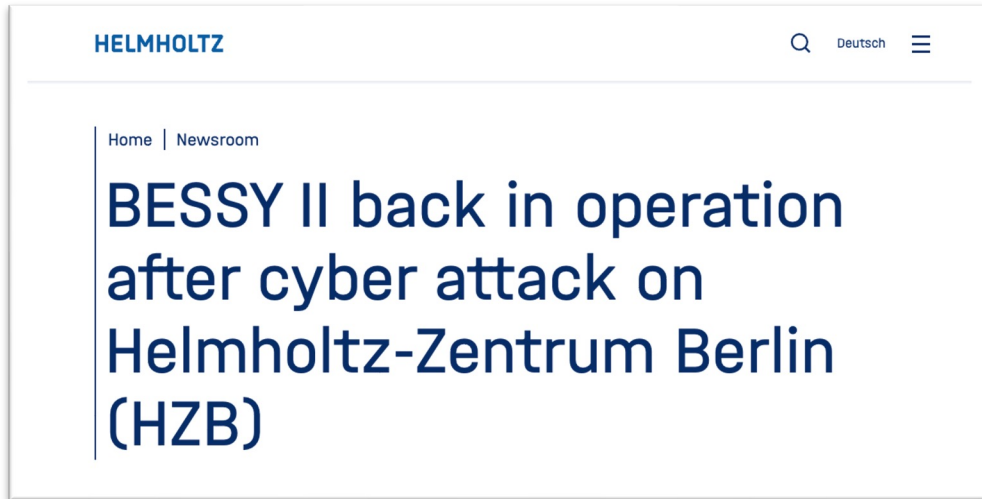 HELMHOLTZ
Deutsch
Home | Newsroom
BESSY II back in operation
after cyber attack on
Helmholtz-Zentrum Berlin
(HZB)